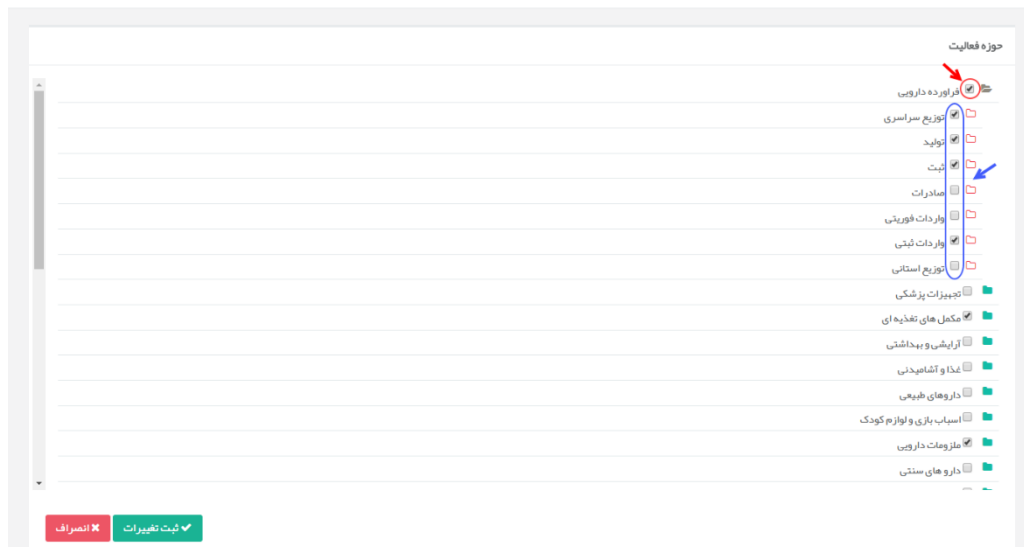 حوزه فعالیت
فراورده دارویی
توزیع سراسری
تولید
ثبت
صادرات
واردات فوریتی
واردات ثبتی
توزیع استانی
تجهیزات پزشکی
مکمل های تغذیه ای
آرایشی و بهداشتی
غذا و آشامیدنی
داروهای طبیعی
اسباب بازی و لوازم کودک
ملزومات دارویی
دارو های سنتی
ثبت تغییرات
انصراف